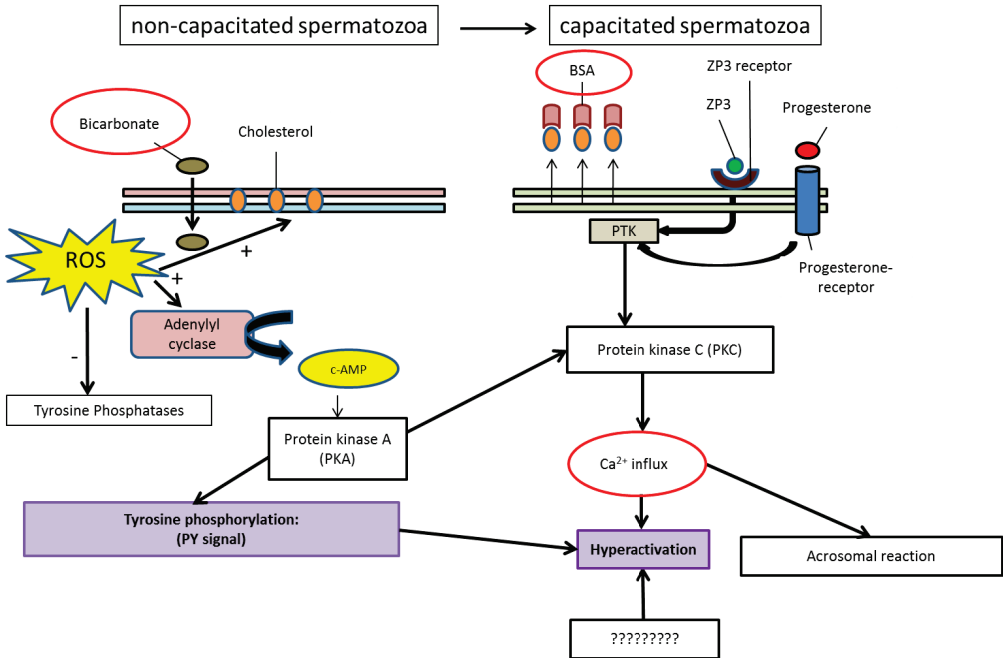 non-capacitated spermatozoa
capacitated spermatozoa
BSA
ZP3 receptor
ZP3
Progesterone
Bicarbonate
Cholesterol
ROS
+
+
-
PTK
Progesterone-
receptor
Adenylyl
cyclase
c-AMP
Protein kinase C (PKC)
Tyrosine Phosphatases
Protein kinase A
(PKA)
Ca²⁺ influx
Tyrosine phosphorylation:
(PY signal)
Hyperactivation
Acrosomal reaction
?????????